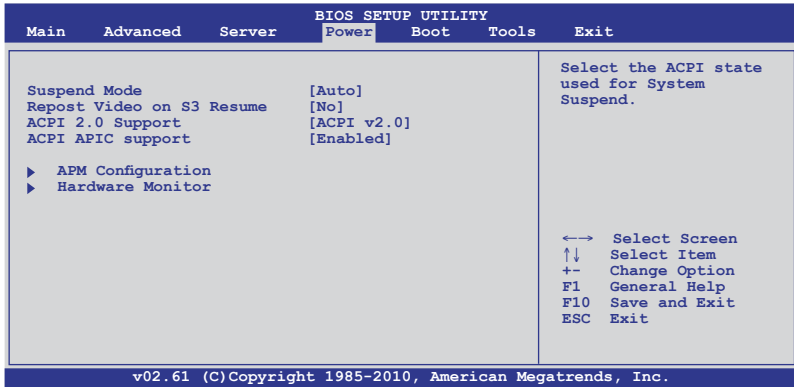 BIOS SETUP UTILITY
Main Advanced Server Power Boot Tools Exit
Suspend Mode [Auto]
Repost Video on S3 Resume [No]
ACPI 2.0 Support [ACPI v2.0]
ACPI APIC support [Enabled]
▶ APM Configuration
▶ Hardware Monitor
Select the ACPI state
used for System
Suspend.
←→ Select Screen
↑↓ Select Item
+- Change Option
F1 General Help
F10 Save and Exit
ESC Exit
v02.61 (C)Copyright 1985-2010, American Megatrends, Inc.